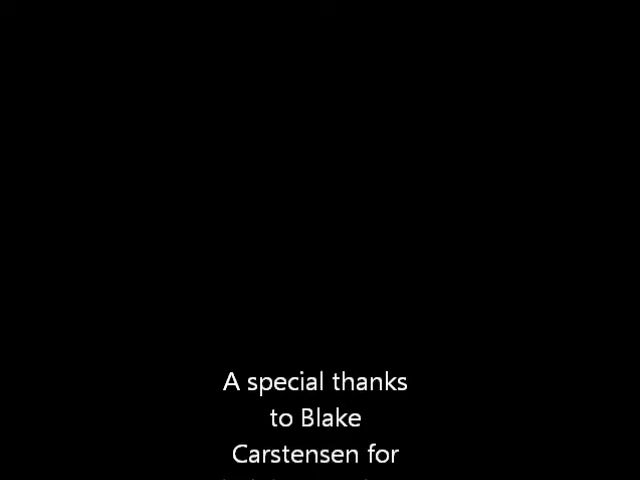 A special thanks
to Blake
Carstensen for